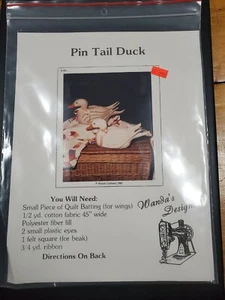 Pin Tail Duck
You Will Need:
Small Piece of Quilt Batting (for wings)
1/2 yd. cotton fabric 45" wide
Polyester fiber fill
2 small plastic eyes
1 felt square (for beak)
3/4 yd. ribbon
Directions On Back
Wanda's
Design